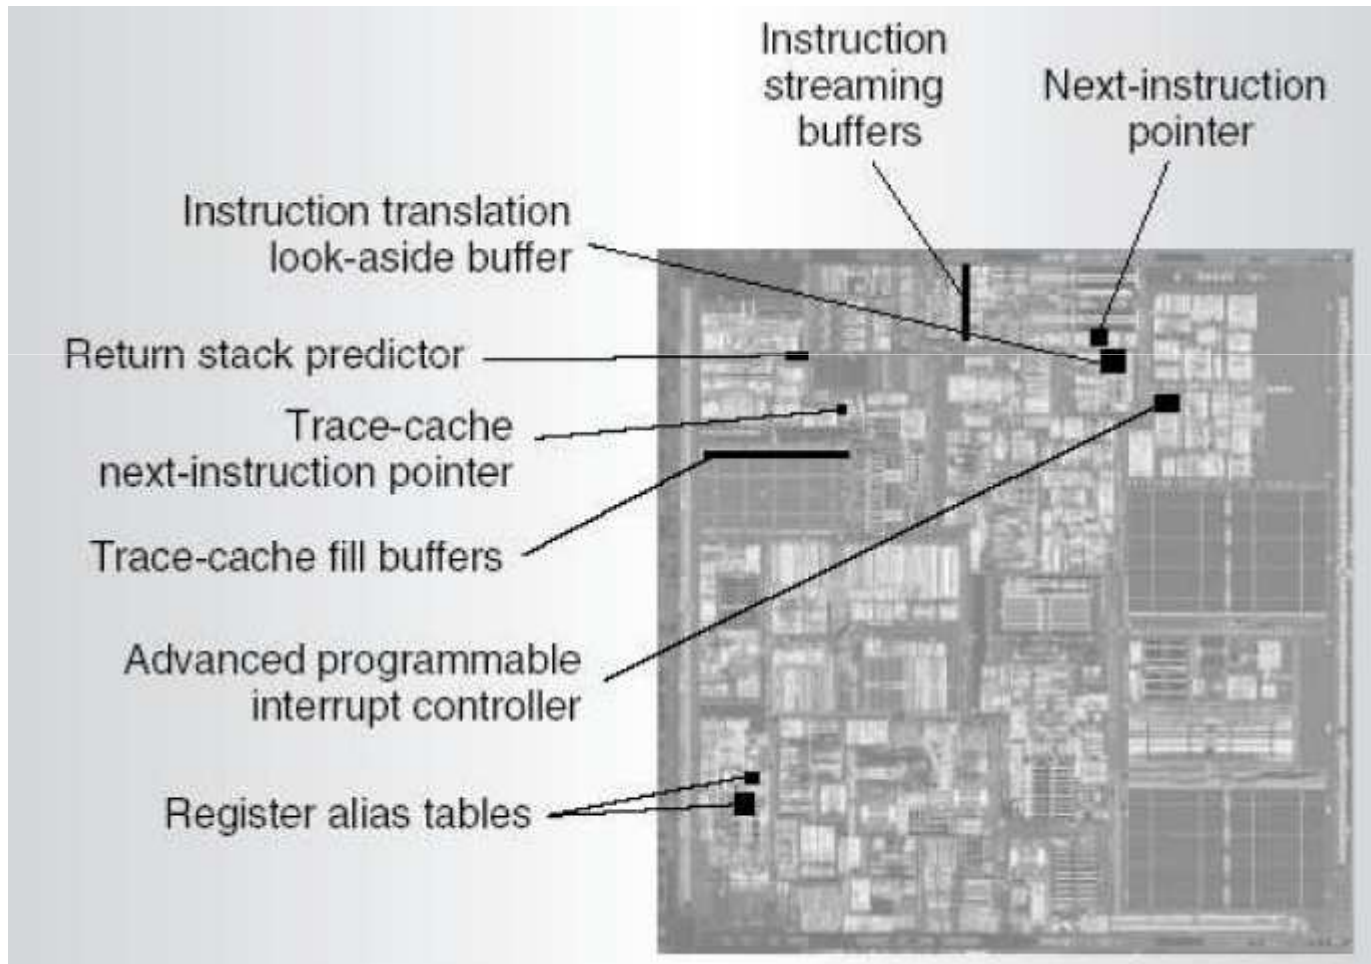 Instruction
streaming
buffers
Next-instruction
pointer
Instruction translation
look-aside buffer
Return stack predictor
Trace-cache
next-instruction pointer
Trace-cache fill buffers
Advanced programmable
interrupt controller
Register alias tables